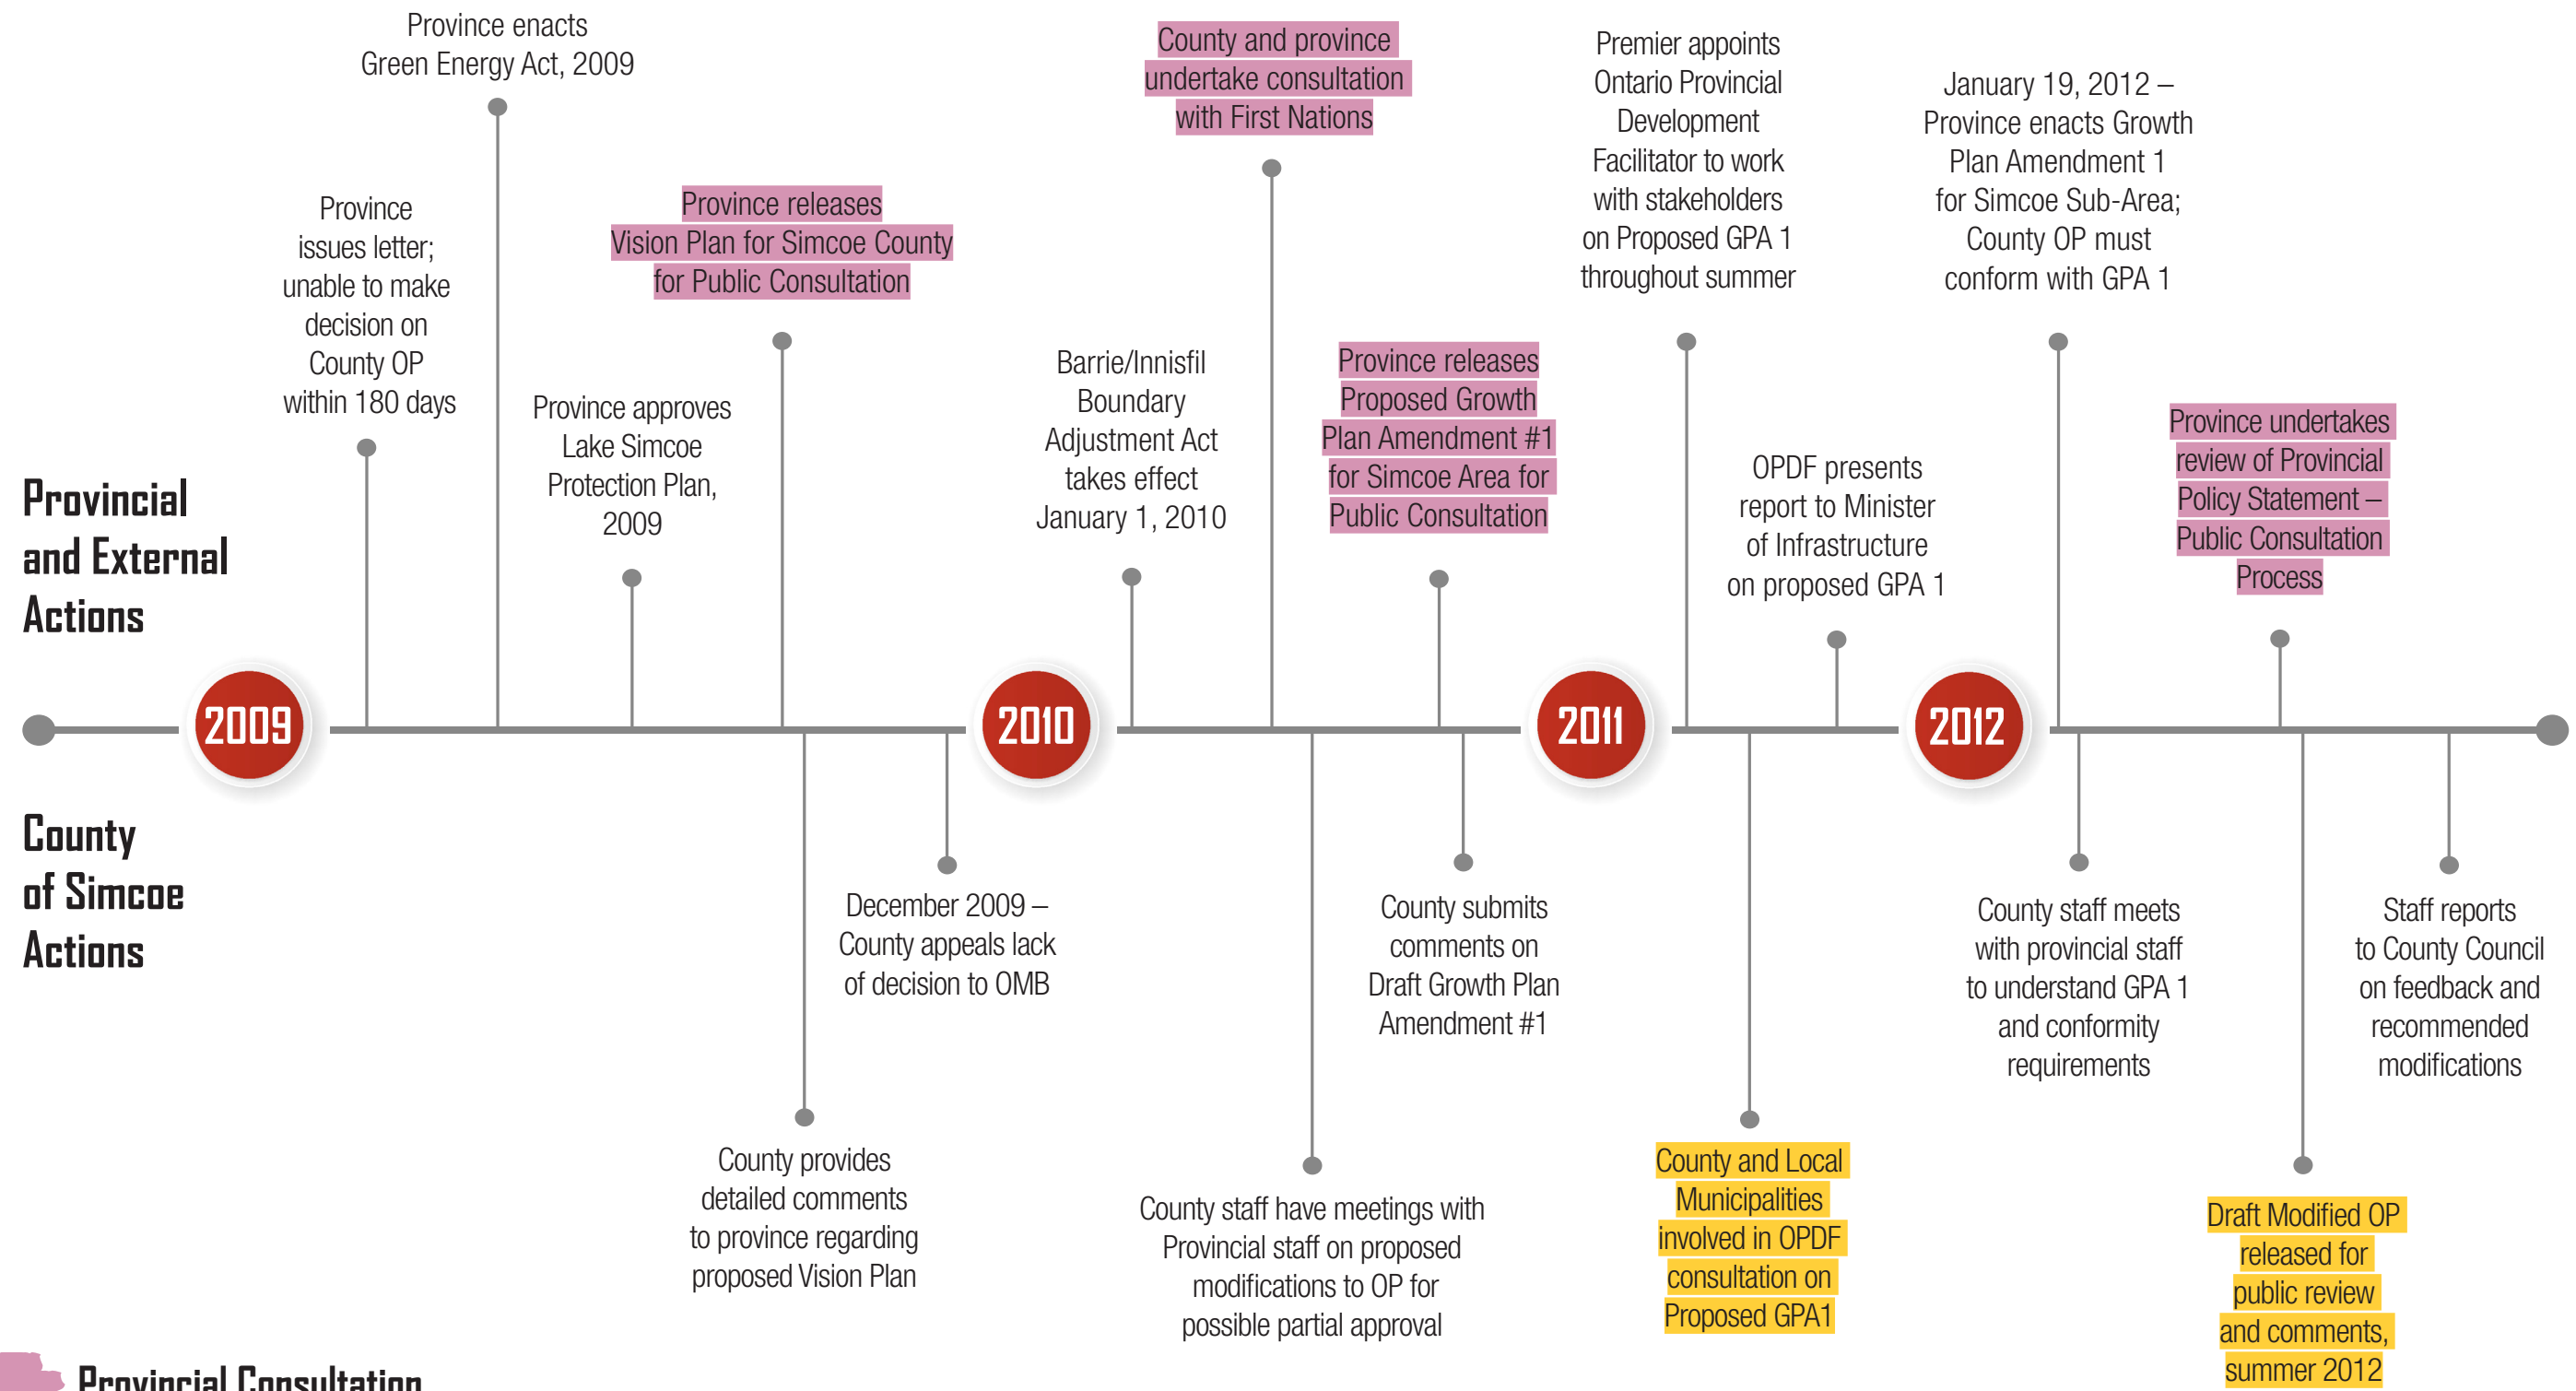 Province enacts
Green Energy Act, 2009
Province
issues letter;
unable to make
decision on
County OP
within 180 days
Province approves
Lake Simcoe
Protection Plan,
2009
Province releases
Vision Plan for Simcoe County
for Public Consultation
Barrie/Innisfil
Boundary
Adjustment Act
takes effect
January 1, 2010
County and province
undertake consultation
with First Nations
Province releases
Proposed Growth
Plan Amendment #1
for Simcoe Area for
Public Consultation
Premier appoints
Ontario Provincial
Development
Facilitator to work
with stakeholders
on Proposed GPA 1
throughout summer
OPDF presents
report to Minister
of Infrastructure
on proposed GPA 1
January 19, 2012 –
Province enacts Growth
Plan Amendment 1
for Simcoe Sub-Area;
County OP must
conform with GPA 1
Province undertakes
review of Provincial
Policy Statement –
Public Consultation
Process
Provincial
and External
Actions
2009
2010
2011
2012
County
of Simcoe
Actions
County provides
detailed comments
to province regarding
proposed Vision Plan
December 2009 –
County appeals lack
of decision to OMB
County staff have meetings with
Provincial staff on proposed
modifications to OP for
possible partial approval
County submits
comments on
Draft Growth Plan
Amendment #1
County and Local
Municipalities
involved in OPDF
consultation on
Proposed GPA1
County staff meets
with provincial staff
to understand GPA 1
and conformity
requirements
Draft Modified OP
released for
public review
and comments,
summer 2012
Staff reports
to County Council
on feedback and
recommended
modifications
Provincial Consultation